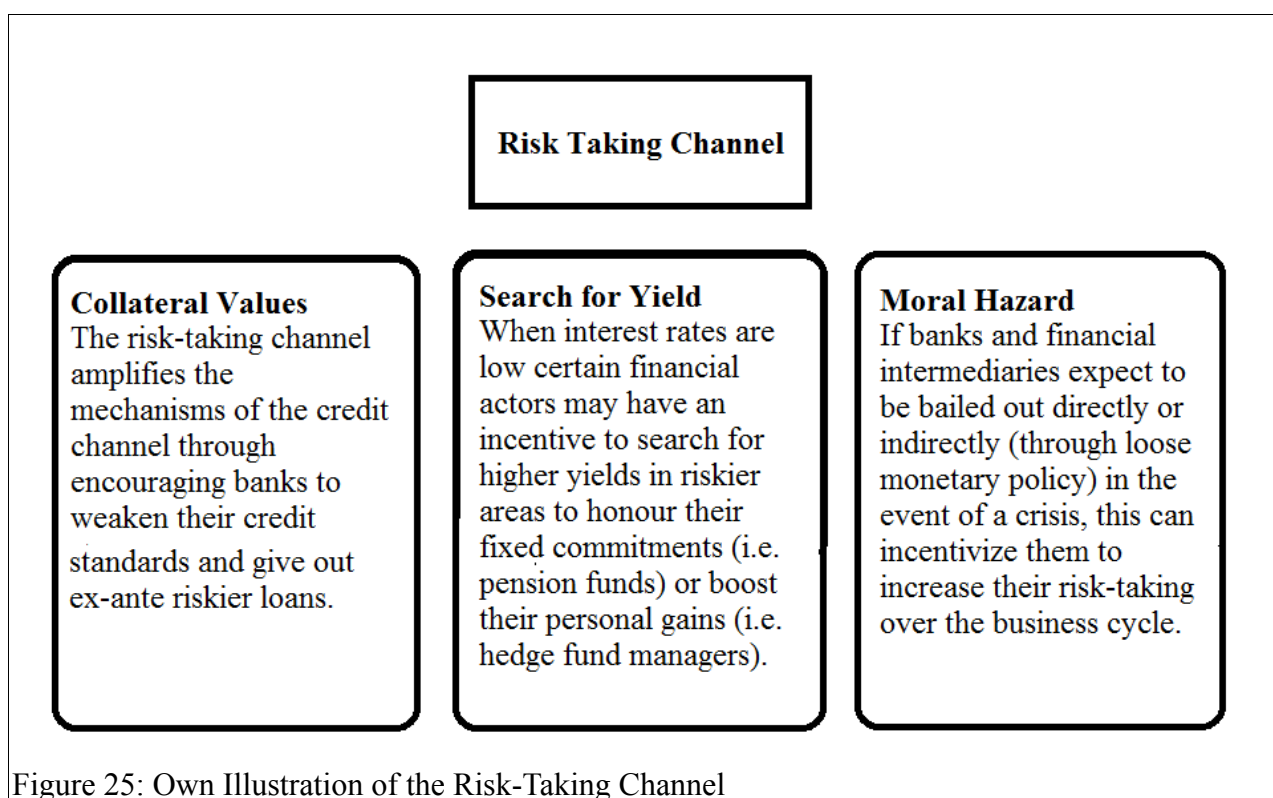 Risk Taking Channel
Collateral Values
The risk-taking channel
amplifies the
mechanisms of the credit
channel through
encouraging banks to
weaken their credit
standards and give out
ex-ante riskier loans.
Search for Yield
When interest rates are
low certain financial
actors may have an
incentive to search for
higher yields in riskier
areas to honour their
fixed commitments (i.e.
pension funds) or boost
their personal gains (i.e.
hedge fund managers).
Moral Hazard
If banks and financial
intermediaries expect to
be bailed out directly or
indirectly (through loose
monetary policy) in the
event of a crisis, this can
incentivize them to
increase their risk-taking
over the business cycle.
Figure 25: Own Illustration of the Risk-Taking Channel